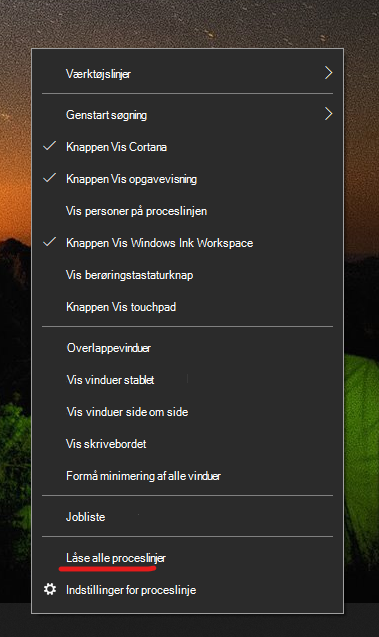 Værktøjslinjer
Genstart søgning
Knappen Vis Cortana
Knappen Vis opgavevisning
Vis personer på proceslinjen
Knappen Vis Windows Ink Workspace
Vis berøringstastaturknap
Knappen Vis touchpad
Overlappevinduer
Vis vinduer stablet
Vis vinduer side om side
Vis skrivebordet
Formå minimering af alle vinduer
Jobliste
Låse alle proceslinjer
Indstillinger for proceslinje